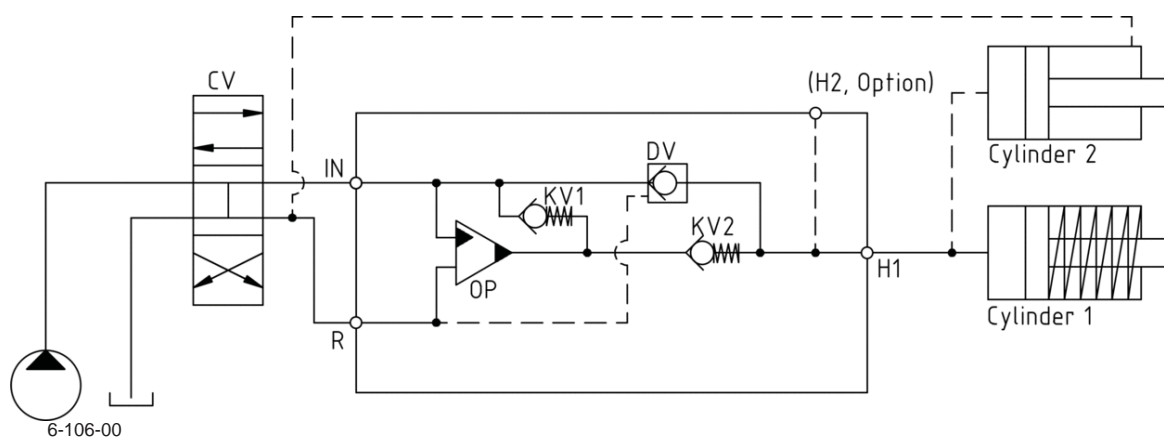 CV
(H2, Option)
Cylinder 2
IN
DV
KV1
KV2
OP
H1
R
Cylinder 1
6-106-00